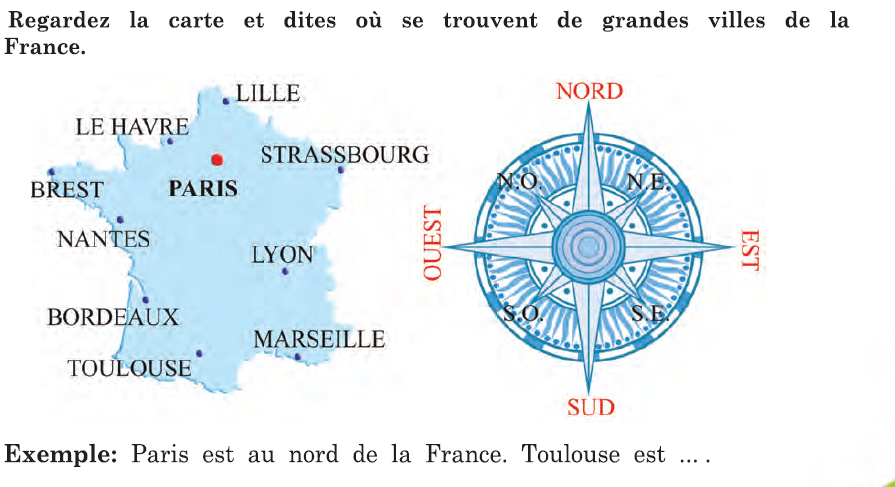 Regardez la carte et dites où se trouvent de grandes villes de la
France.
LILLE
LE HAVRE
STRASSBOURG
BREST
PARIS
NANTES
LYON
BORDEAUX
MARSEILLE
TOULOUSE
NORD
N.O.
N.E.
OUEST
EST
S.O.
S.E.
SUD
Exemple: Paris est au nord de la France. Toulouse est ... .